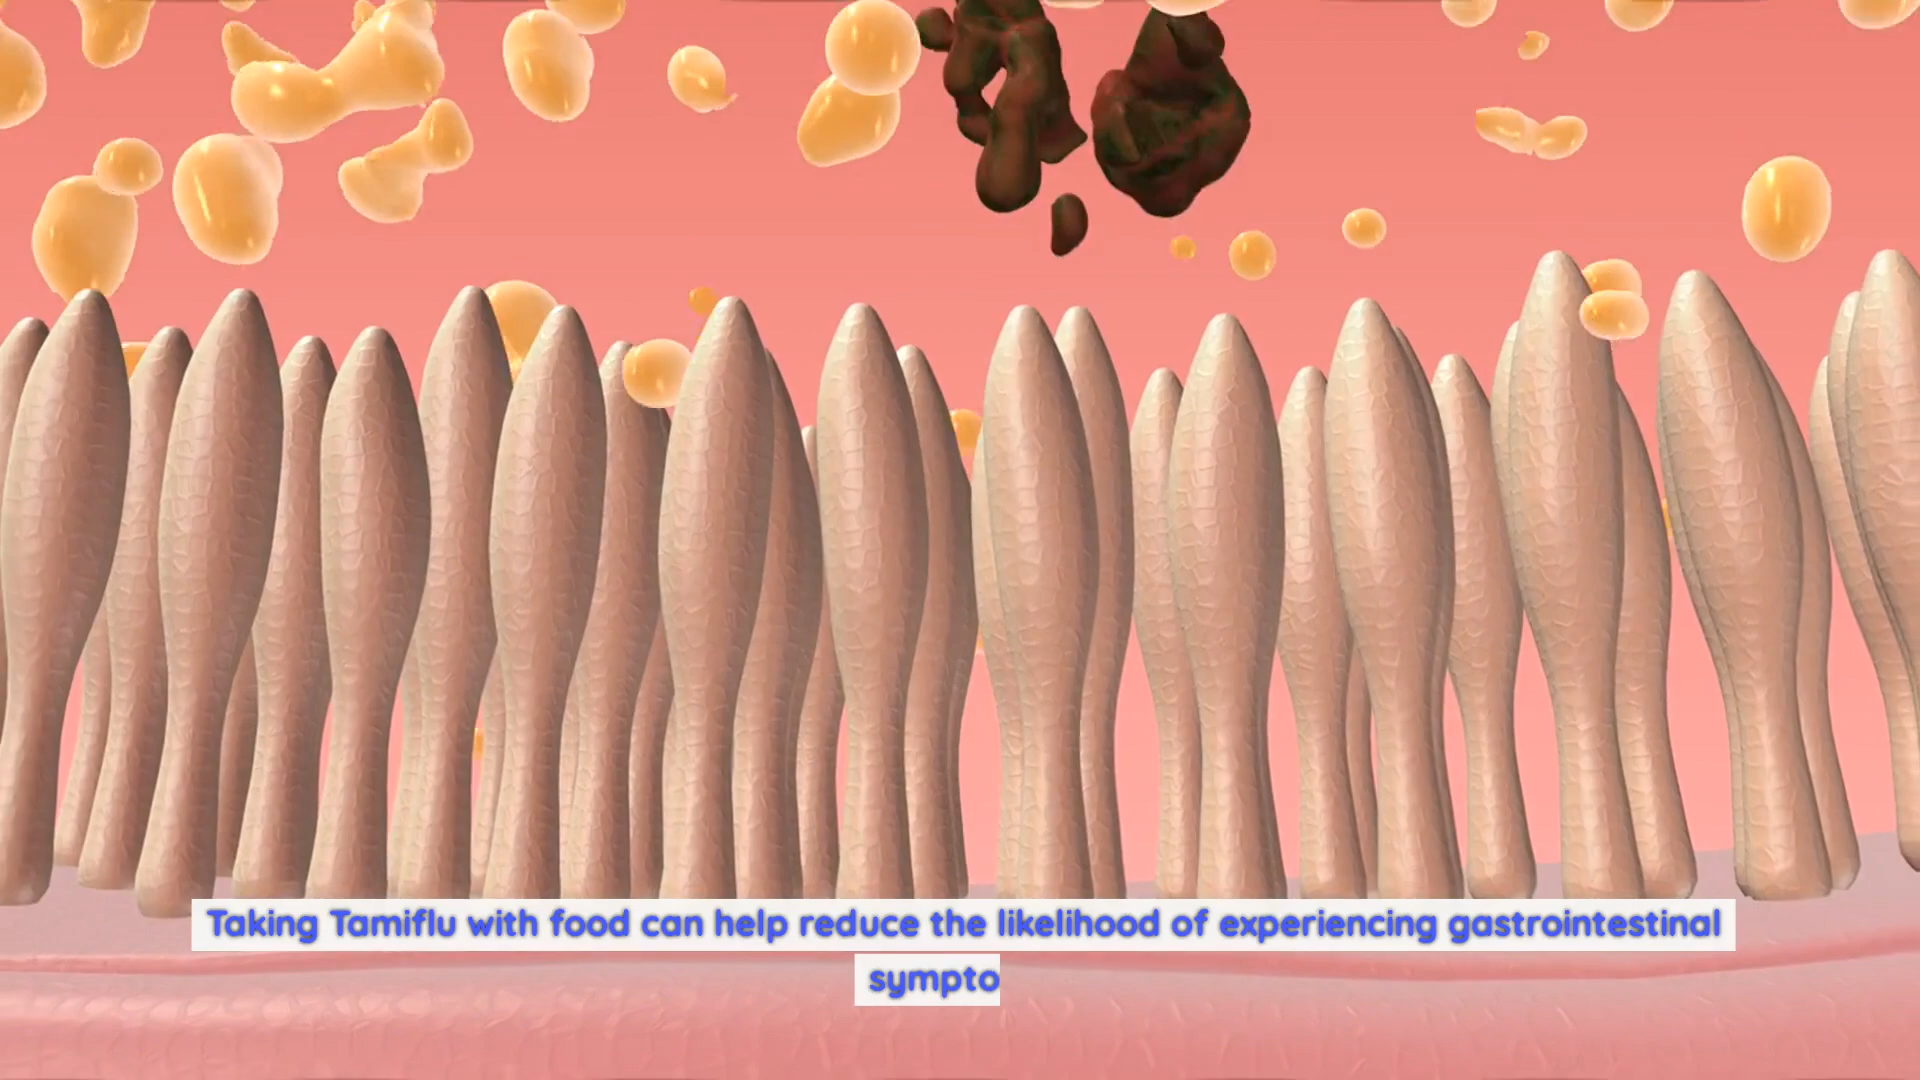 Taking Tamiflu with food can help reduce the likelihood of experiencing gastrointestinal
sympto